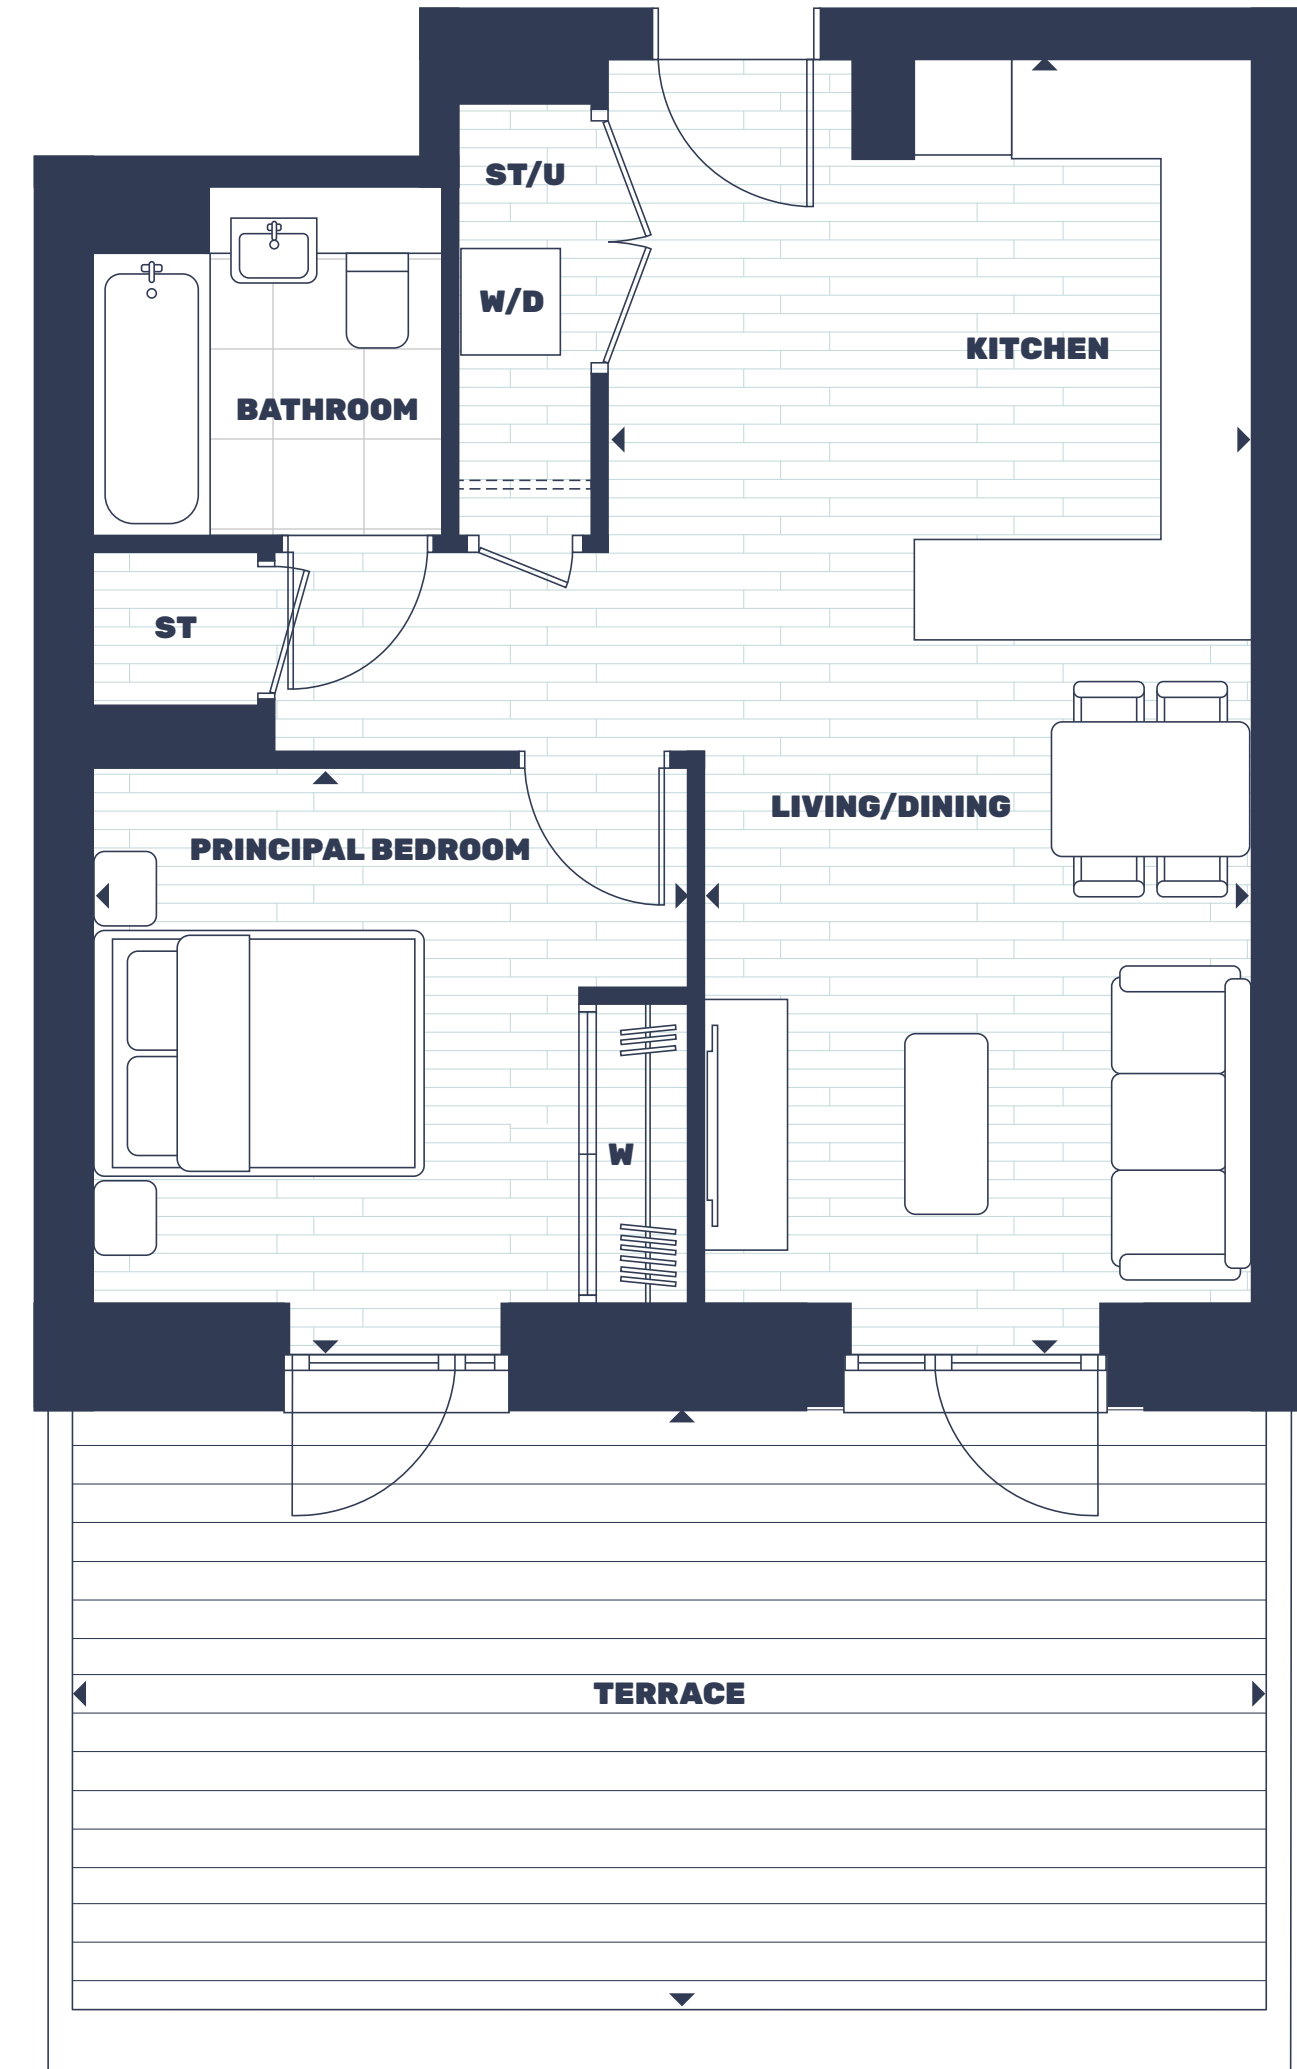 ST/U
W/D
KITCHEN
BATHROOM
ST
LIVING/DINING
PRINCIPAL BEDROOM
W
TERRACE